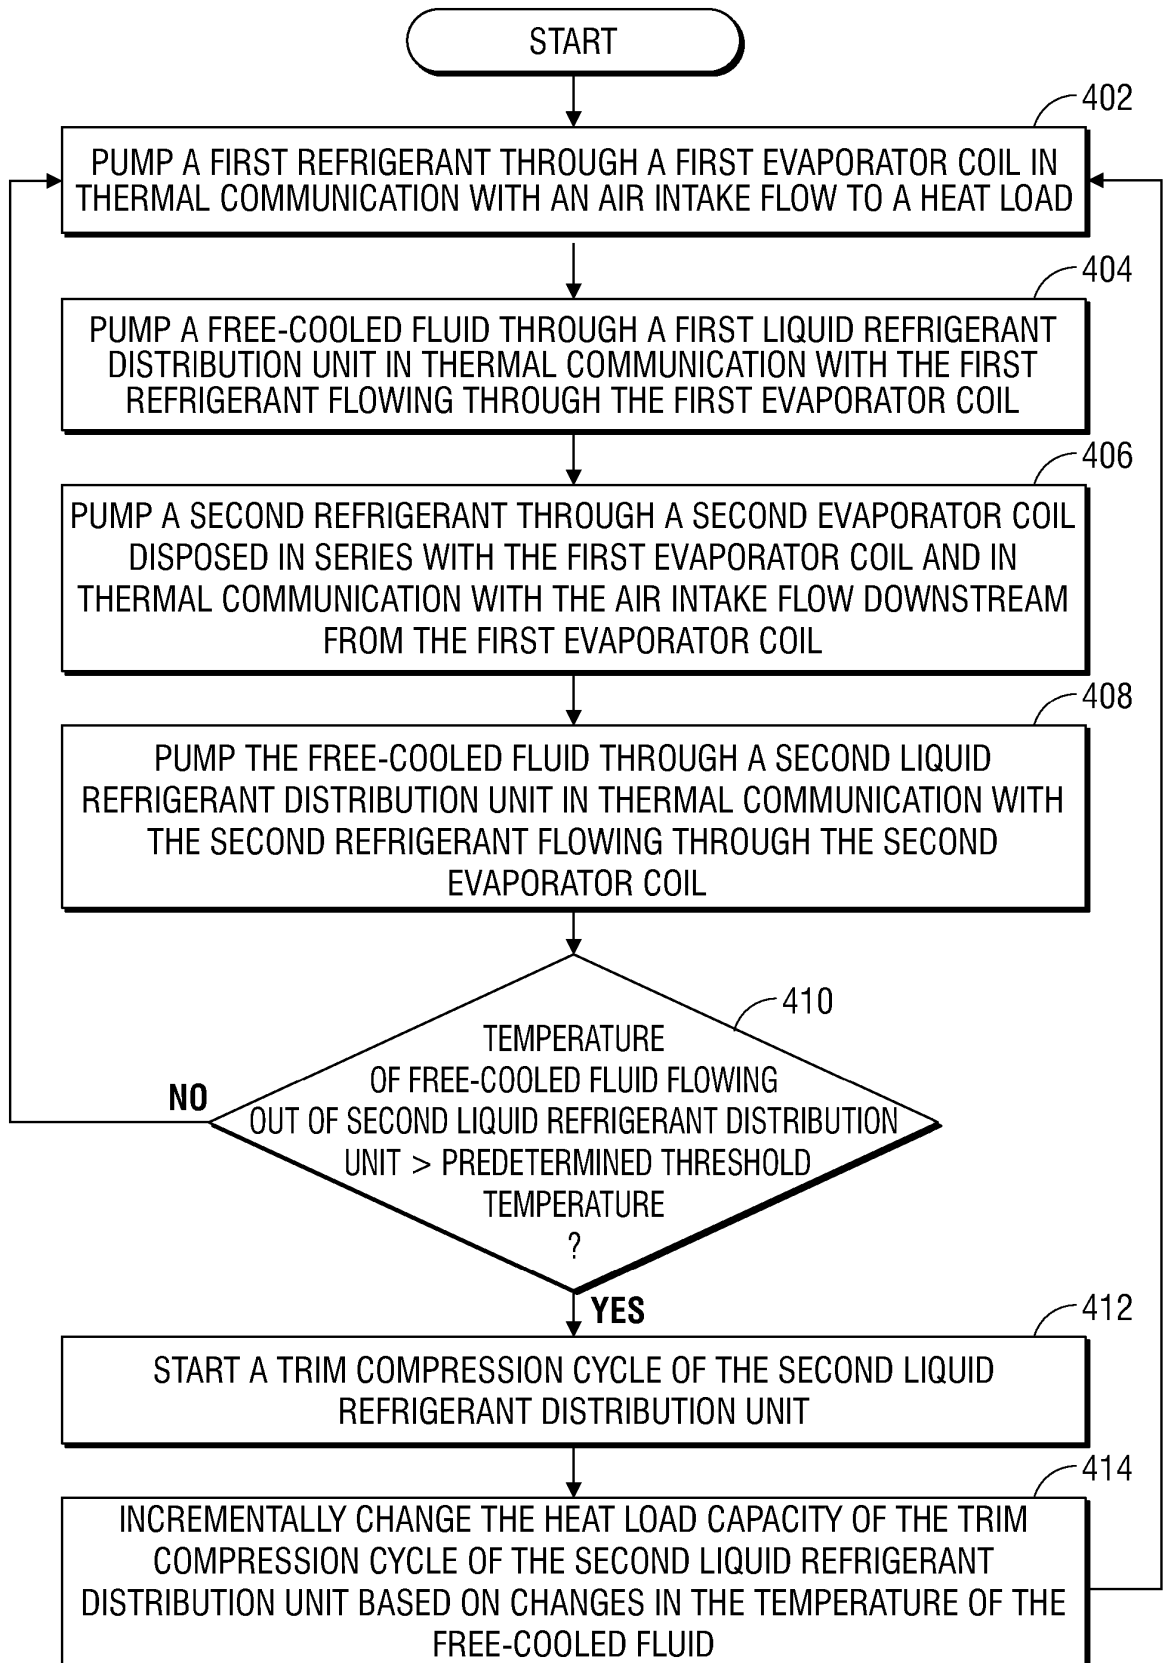 START
402
PUMP A FIRST REFRIGERANT THROUGH A FIRST EVAPORATOR COIL IN
THERMAL COMMUNICATION WITH AN AIR INTAKE FLOW TO A HEAT LOAD
404
PUMP A FREE-COOLED FLUID THROUGH A FIRST LIQUID REFRIGERANT
DISTRIBUTION UNIT IN THERMAL COMMUNICATION WITH THE FIRST
REFRIGERANT FLOWING THROUGH THE FIRST EVAPORATOR COIL
406
PUMP A SECOND REFRIGERANT THROUGH A SECOND EVAPORATOR COIL
DISPOSED IN SERIES WITH THE FIRST EVAPORATOR COIL AND IN
THERMAL COMMUNICATION WITH THE AIR INTAKE FLOW DOWNSTREAM
FROM THE FIRST EVAPORATOR COIL
408
PUMP THE FREE-COOLED FLUID THROUGH A SECOND LIQUID
REFRIGERANT DISTRIBUTION UNIT IN THERMAL COMMUNICATION WITH
THE SECOND REFRIGERANT FLOWING THROUGH THE SECOND
EVAPORATOR COIL
410
TEMPERATURE
OF FREE-COOLED FLUID FLOWING
OUT OF SECOND LIQUID REFRIGERANT DISTRIBUTION
UNIT > PREDETERMINED THRESHOLD
TEMPERATURE
?
NO
YES
412
START A TRIM COMPRESSION CYCLE OF THE SECOND LIQUID
REFRIGERANT DISTRIBUTION UNIT
414
INCREMENTALLY CHANGE THE HEAT LOAD CAPACITY OF THE TRIM
COMPRESSION CYCLE OF THE SECOND LIQUID REFRIGERANT
DISTRIBUTION UNIT BASED ON CHANGES IN THE TEMPERATURE OF THE
FREE-COOLED FLUID